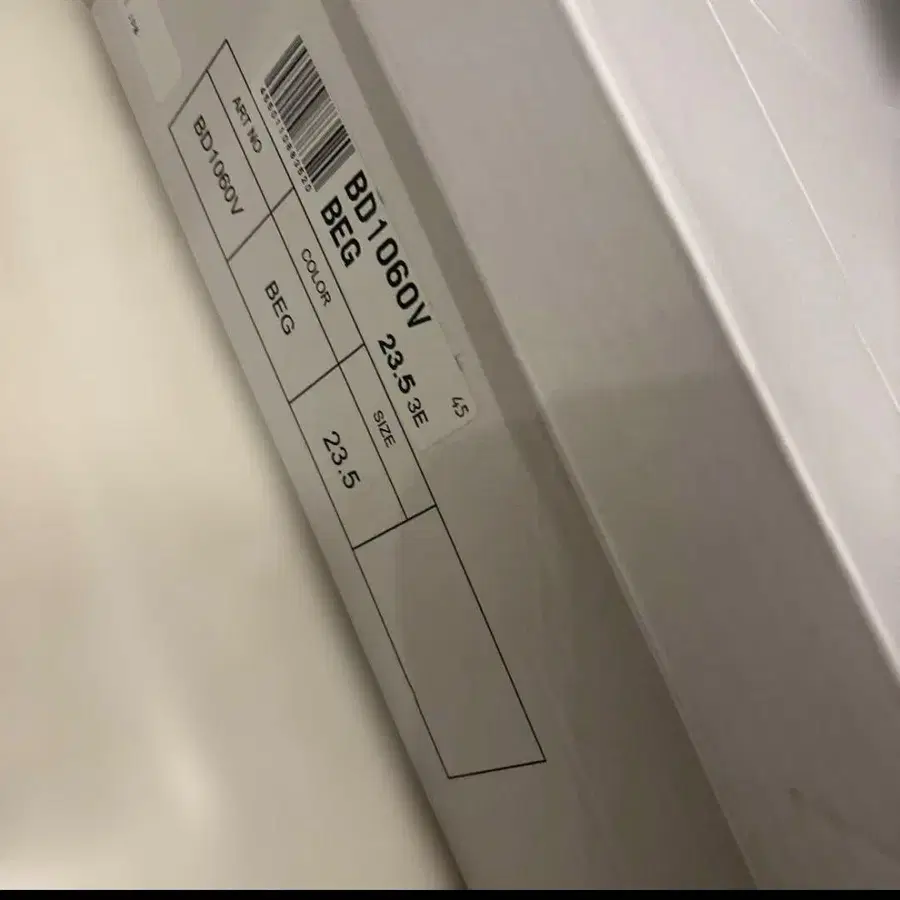 BD1060V
BEG
23.5 3E
45
ART NO
COLOR
SIZE
BD1060V
BEG
23.5